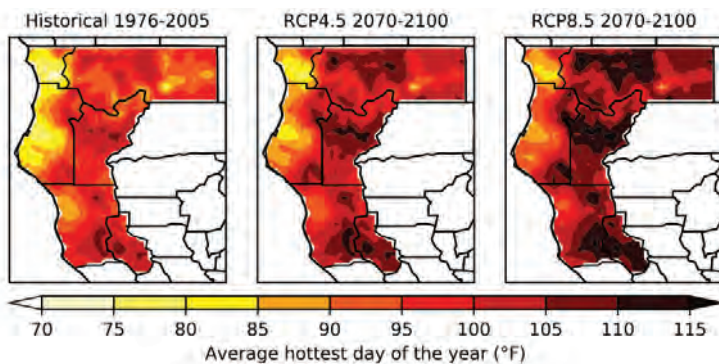 Historical 1976-2005 RCP4.5 2070-2100 RCP8.5 2070-2100
70 75 80 85 90 95 100 105 110 115
Average hottest day of the year (°F)